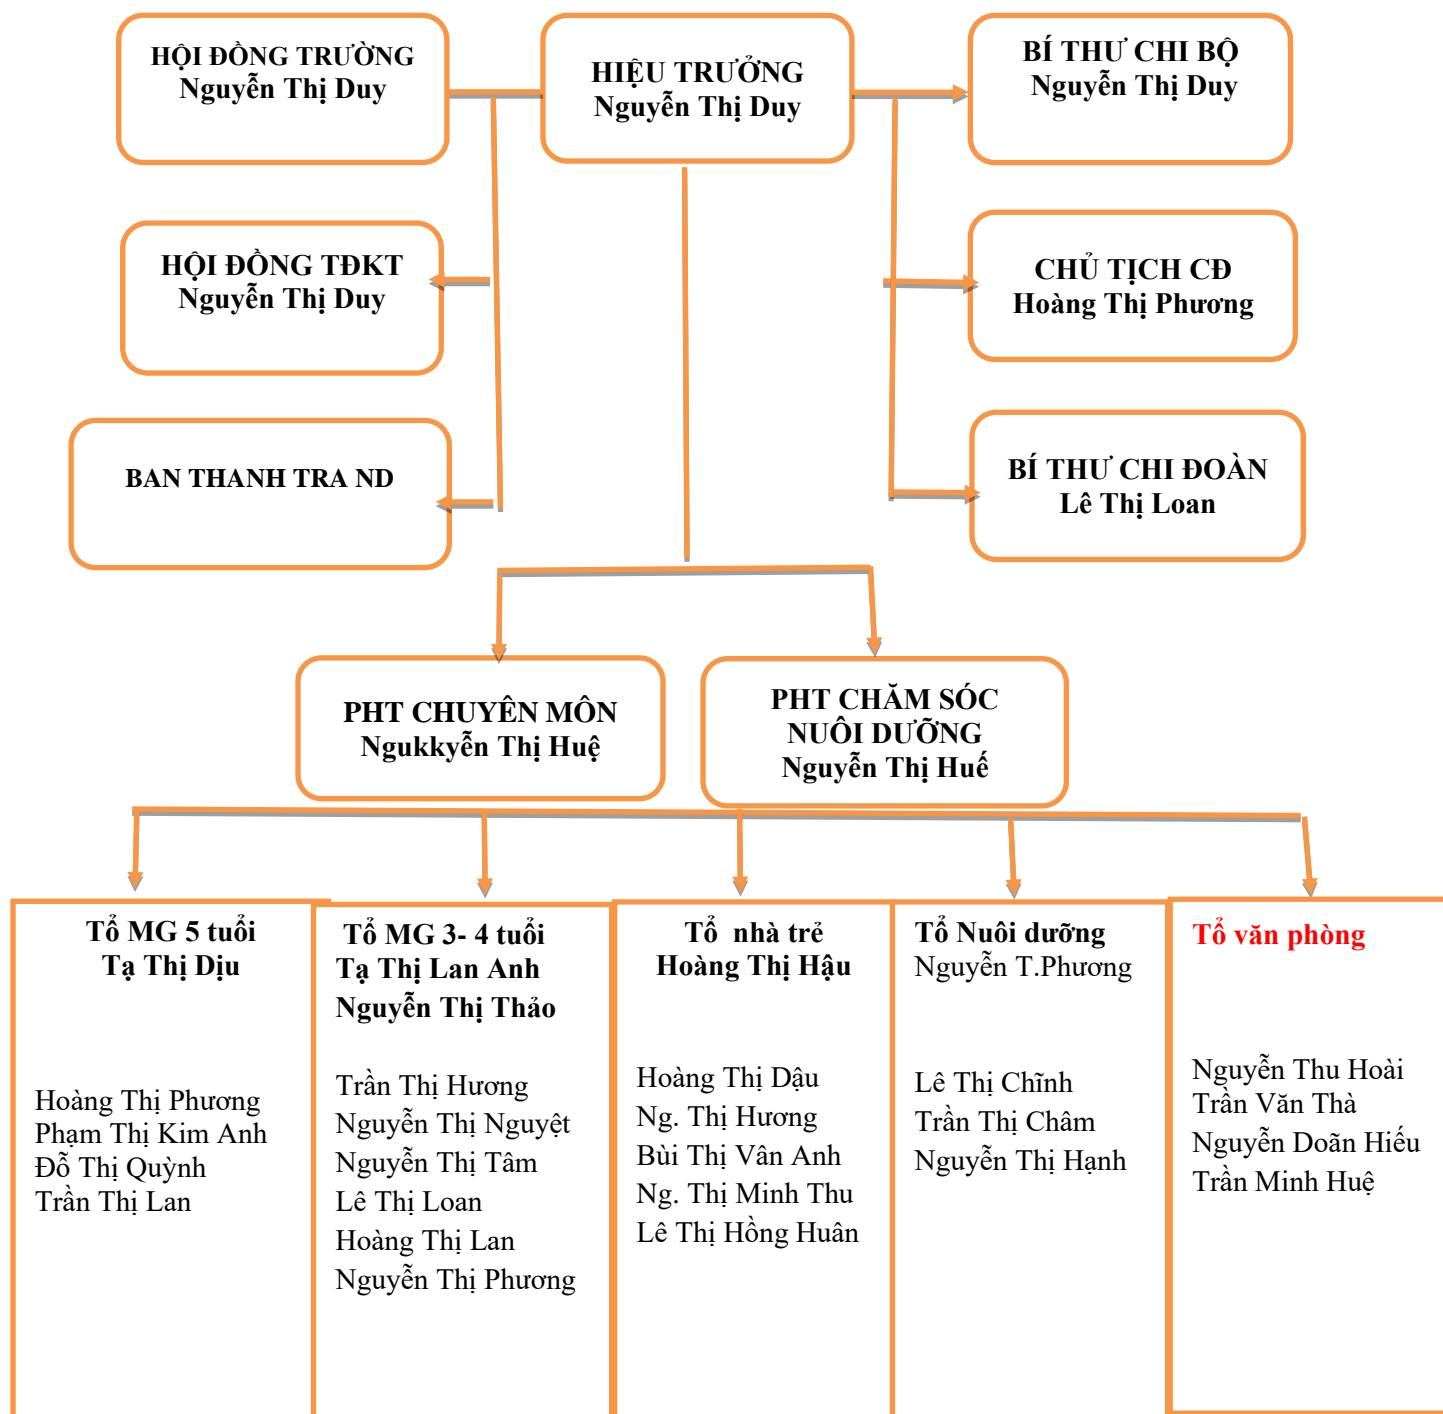 HỘI ĐỒNG TRƯỜNG
Nguyễn Thị Duy
HIỆU TRƯỞNG
Nguyễn Thị Duy
BÍ THƯ CHI BỘ
Nguyễn Thị Duy
HỘI ĐỒNG TĐKT
Nguyễn Thị Duy
CHỦ TỊCH CĐ
Hoàng Thị Phương
BAN THANH TRA ND
BÍ THƯ CHI ĐOÀN
Lê Thị Loan
PHT CHUYÊN MÔN
Ngukkyễn Thị Huệ
PHT CHĂM SÓC
NUÔI DƯỠNG
Nguyễn Thị Huế
Tổ MG 5 tuổi
Tạ Thị Dịu
Hoàng Thị Phương
Phạm Thị Kim Anh
Đỗ Thị Quỳnh
Trần Thị Lan
Tổ MG 3- 4 tuổi
Tạ Thị Lan Anh
Nguyễn Thị Thảo
Trần Thị Hương
Nguyễn Thị Nguyệt
Nguyễn Thị Tâm
Lê Thị Loan
Hoàng Thị Lan
Nguyễn Thị Phương
Tổ nhà trẻ
Hoàng Thị Hậu
Hoàng Thị Dậu
Ng. Thị Hương
Bùi Thị Vân Anh
Ng. Thị Minh Thu
Lê Thị Hồng Huân
Tổ Nuôi dưỡng
Nguyễn T.Phương
Lê Thị Chĩnh
Trần Thị Châm
Nguyễn Thị Hạnh
Tổ văn phòng
Nguyễn Thu Hoài
Trần Văn Thà
Nguyễn Doãn Hiếu
Trần Minh Huệ